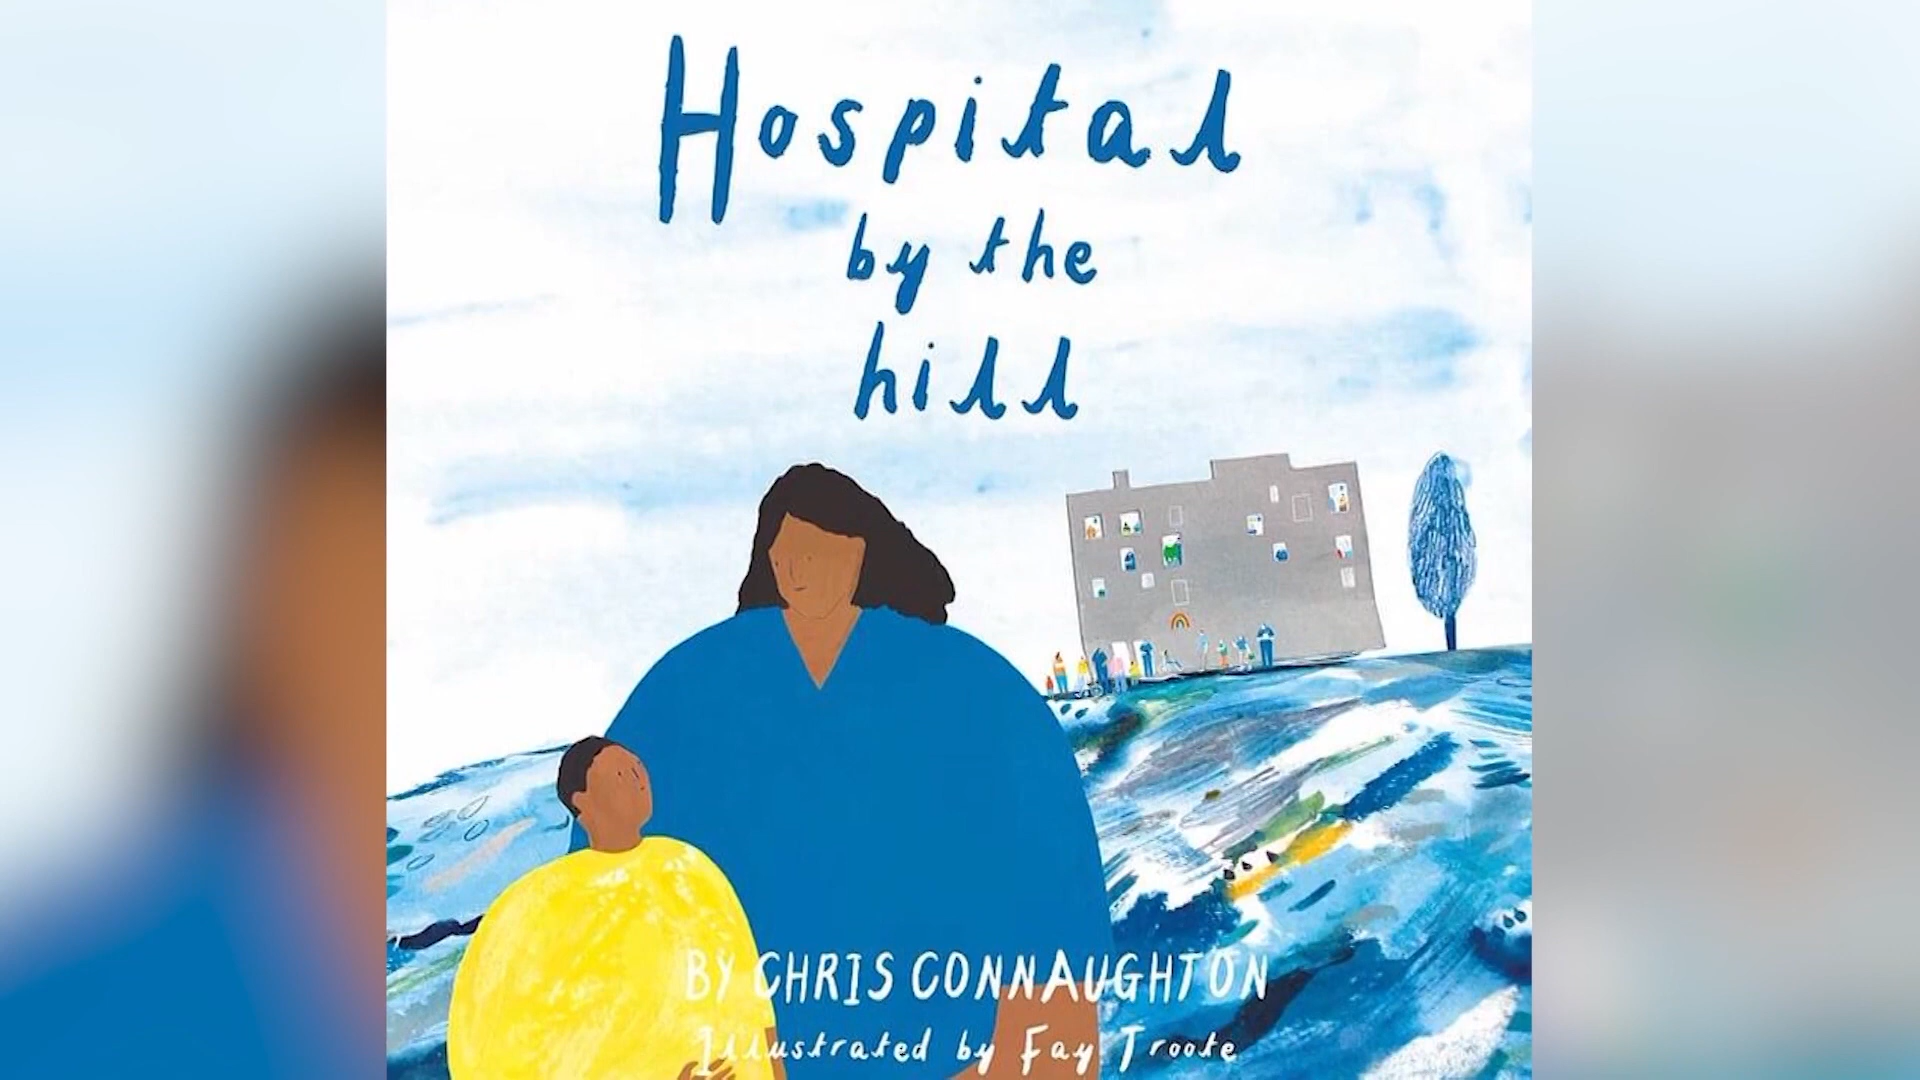 Hospital
by the
hill
BY CHRIS CONNAUGHTON
Illustrated by Fay Troote